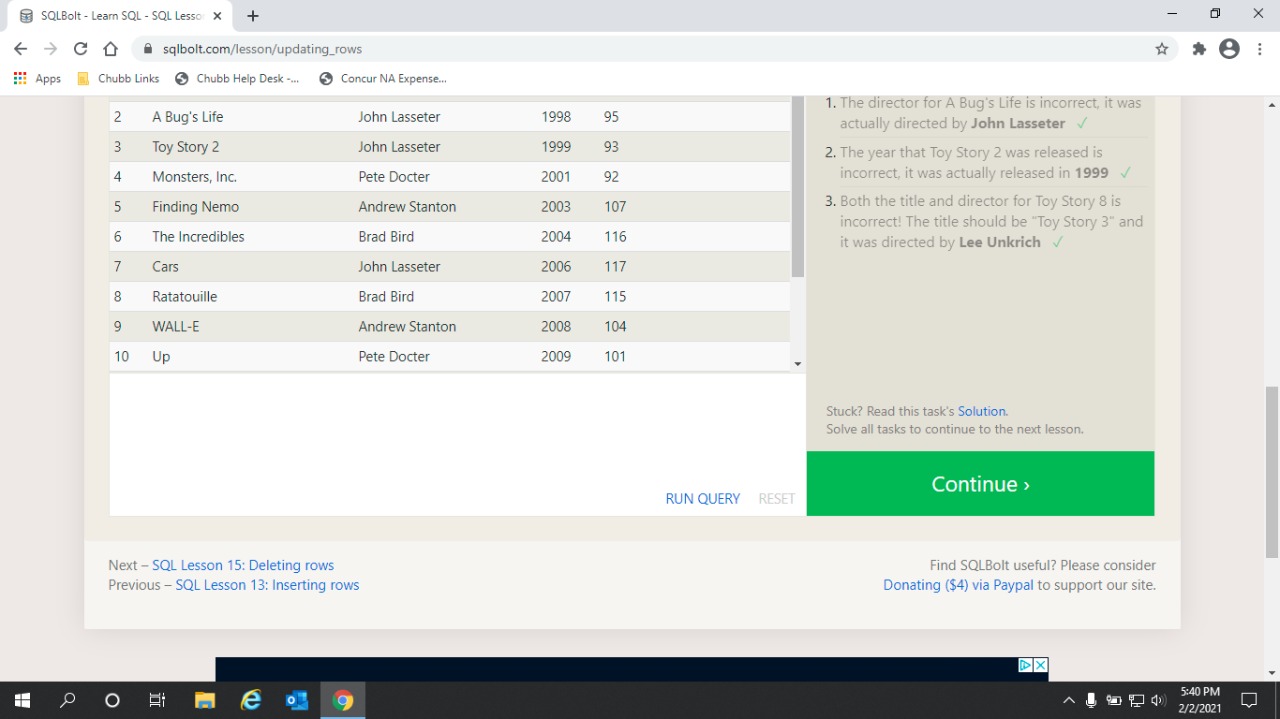 SQLBolt - Learn SQL - SQL Lesso
sqlbolt.com/lesson/updating_rows
Apps Chubb Links Chubb Help Desk -... Concur NA Expense...
2 A Bug's Life John Lasseter 1998 95
3 Toy Story 2 John Lasseter 1999 93
4 Monsters, Inc. Pete Docter 2001 92
5 Finding Nemo Andrew Stanton 2003 107
6 The Incredibles Brad Bird 2004 116
7 Cars John Lasseter 2006 117
8 Ratatouille Brad Bird 2007 115
9 WALL-E Andrew Stanton 2008 104
10 Up Pete Docter 2009 101
RUN QUERY RESET
1. The director for A Bug's Life is incorrect, it was
actually directed by John Lasseter ✓
2. The year that Toy Story 2 was released is
incorrect, it was actually released in 1999 ✓
3. Both the title and director for Toy Story 8 is
incorrect! The title should be "Toy Story 3" and
it was directed by Lee Unkrich ✓
Stuck? Read this task's Solution.
Solve all tasks to continue to the next lesson.
Continue ›
Next – SQL Lesson 15: Deleting rows
Previous – SQL Lesson 13: Inserting rows
Find SQLBolt useful? Please consider
Donating ($4) via Paypal to support our site.
5:40 PM
2/2/2021